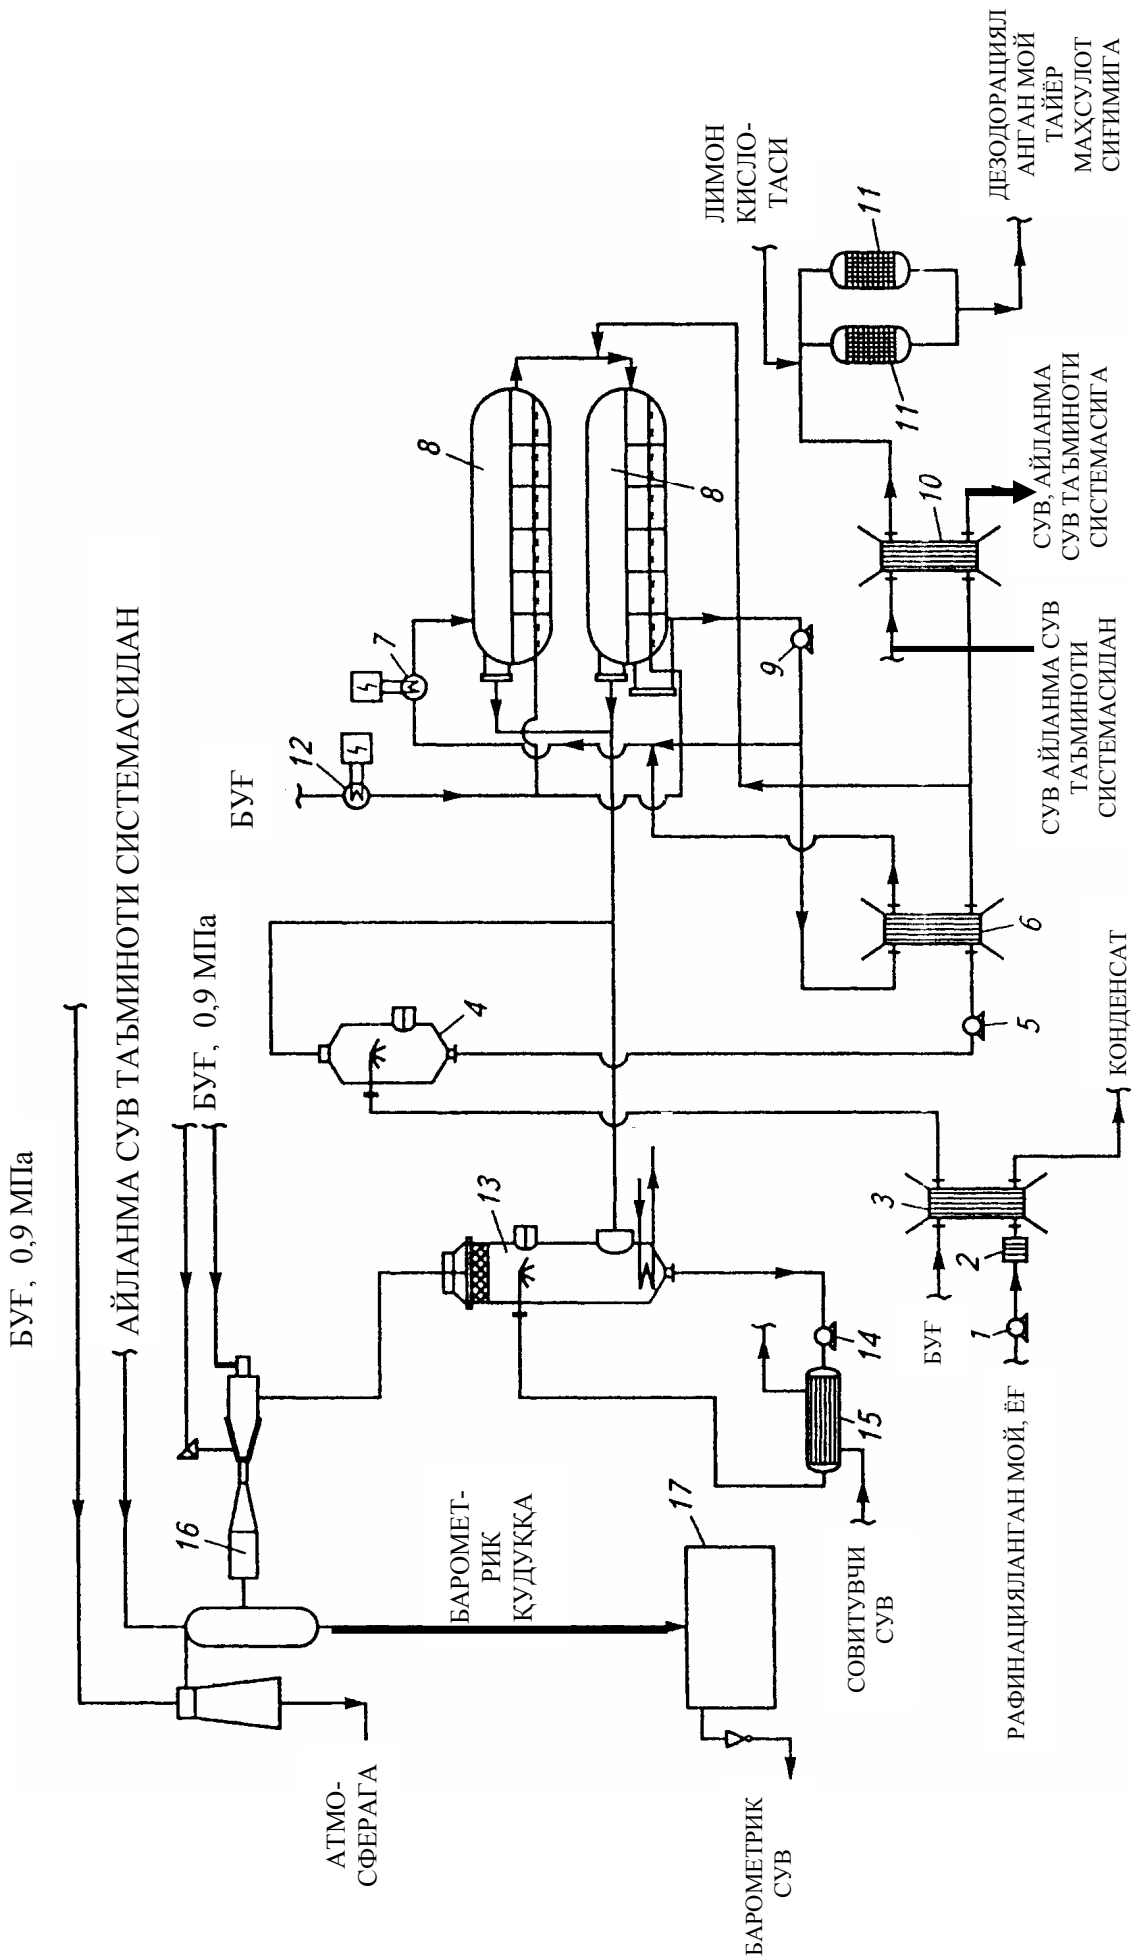 БУҒ, 0,9 МПа
АЙЛАНМА СУВ ТАЪМИНОТИ СИСТЕМАСИДАН
БУҒ, 0,9 МПа
БУҒ
12
7
8
8
4
13
16
АТМО-
СФЕРАГА
БАРОМЕТ-
РИК
ҚУДУҚҚА
17
БАРОМЕТРИК
СУВ
СОВИТУВЧИ
СУВ
15
14
БУҒ
3
2
1
РАФИНАЦИЯЛАНГАН МОЙ, ЁҒ
КОНДЕНСАТ
5
6
9
10
СУВ АЙЛАНМА СУВ
ТАЪМИНОТИ
СИСТЕМАСИДАН
СУВ, АЙЛАНМА
СУВ ТАЪМИНОТИ
СИСТЕМАСИГА
ЛИМОН
КИСЛО-
ТАСИ
11
11
ДЕЗОДОРАЦИЯЛ
АНГАН МОЙ
ТАЙЁР
МАҲСУЛОТ
СИҒИМИГА